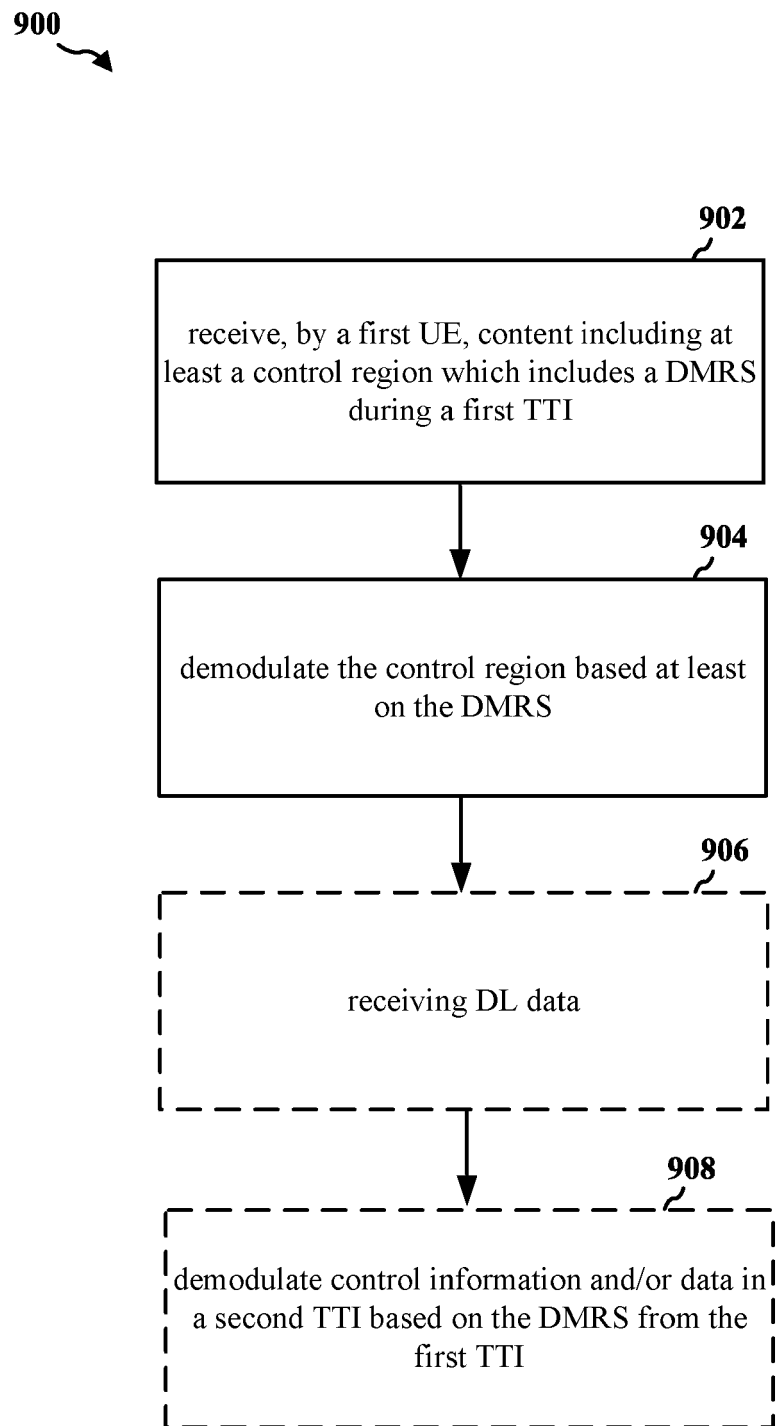 900
902
receive, by a first UE, content including at
least a control region which includes a DMRS
during a first TTI
904
demodulate the control region based at least
on the DMRS
906
receiving DL data
908
demodulate control information and/or data in
a second TTI based on the DMRS from the
first TTI